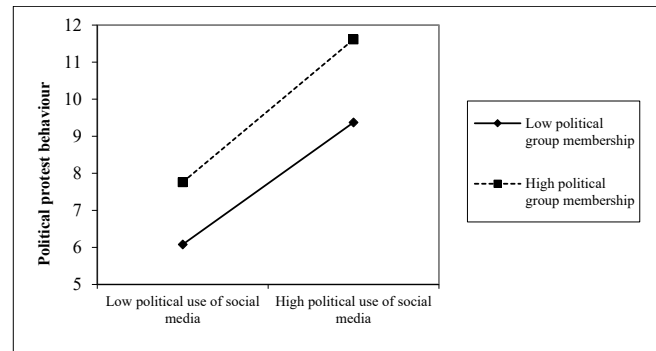 12
11
10
9
8
7
6
5
Political protest behaviour
Low political use of social
media
High political use of social
media
Low political
group membership
High political
group membership